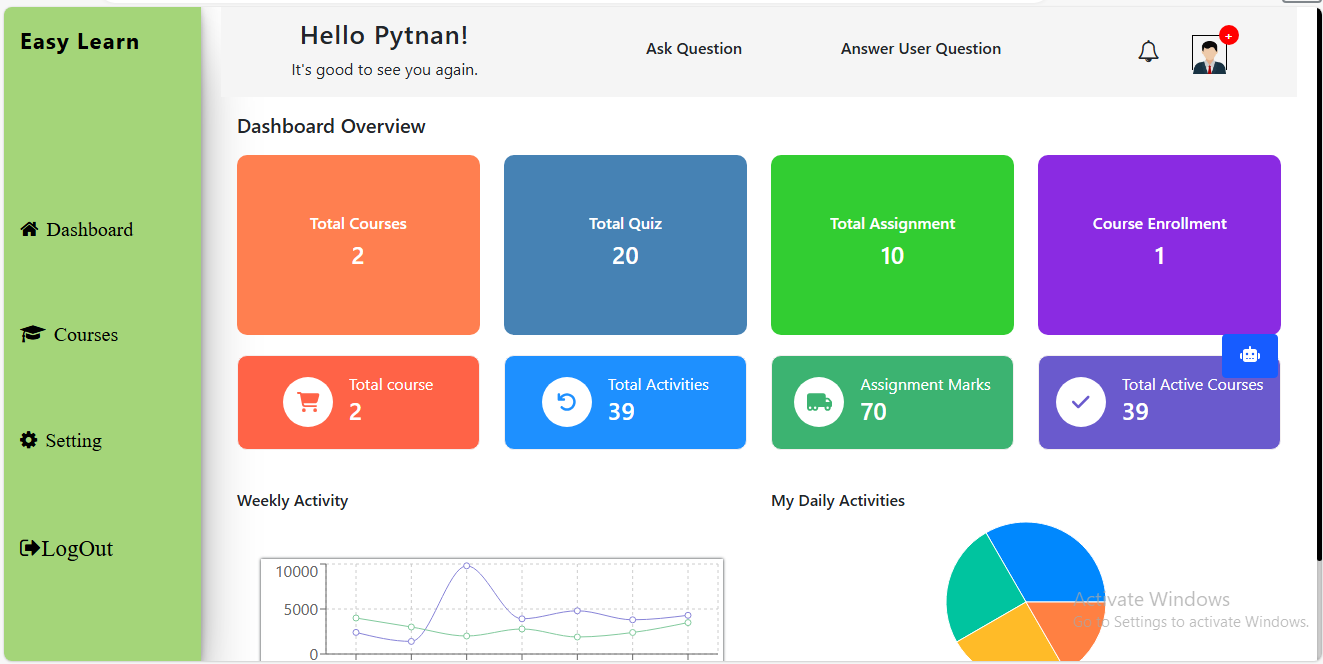 Easy Learn
Hello Pytnan!
It's good to see you again.
Ask Question
Answer User Question
+
Dashboard
Courses
Setting
LogOut
Dashboard Overview
Total Courses
2
Total Quiz
20
Total Assignment
10
Course Enrollment
1
Total course
2
Total Activities
39
Assignment Marks
70
Total Active Courses
39
Weekly Activity
10000
5000
0
My Daily Activities
Activate Windows
Go to Settings to activate Windows.